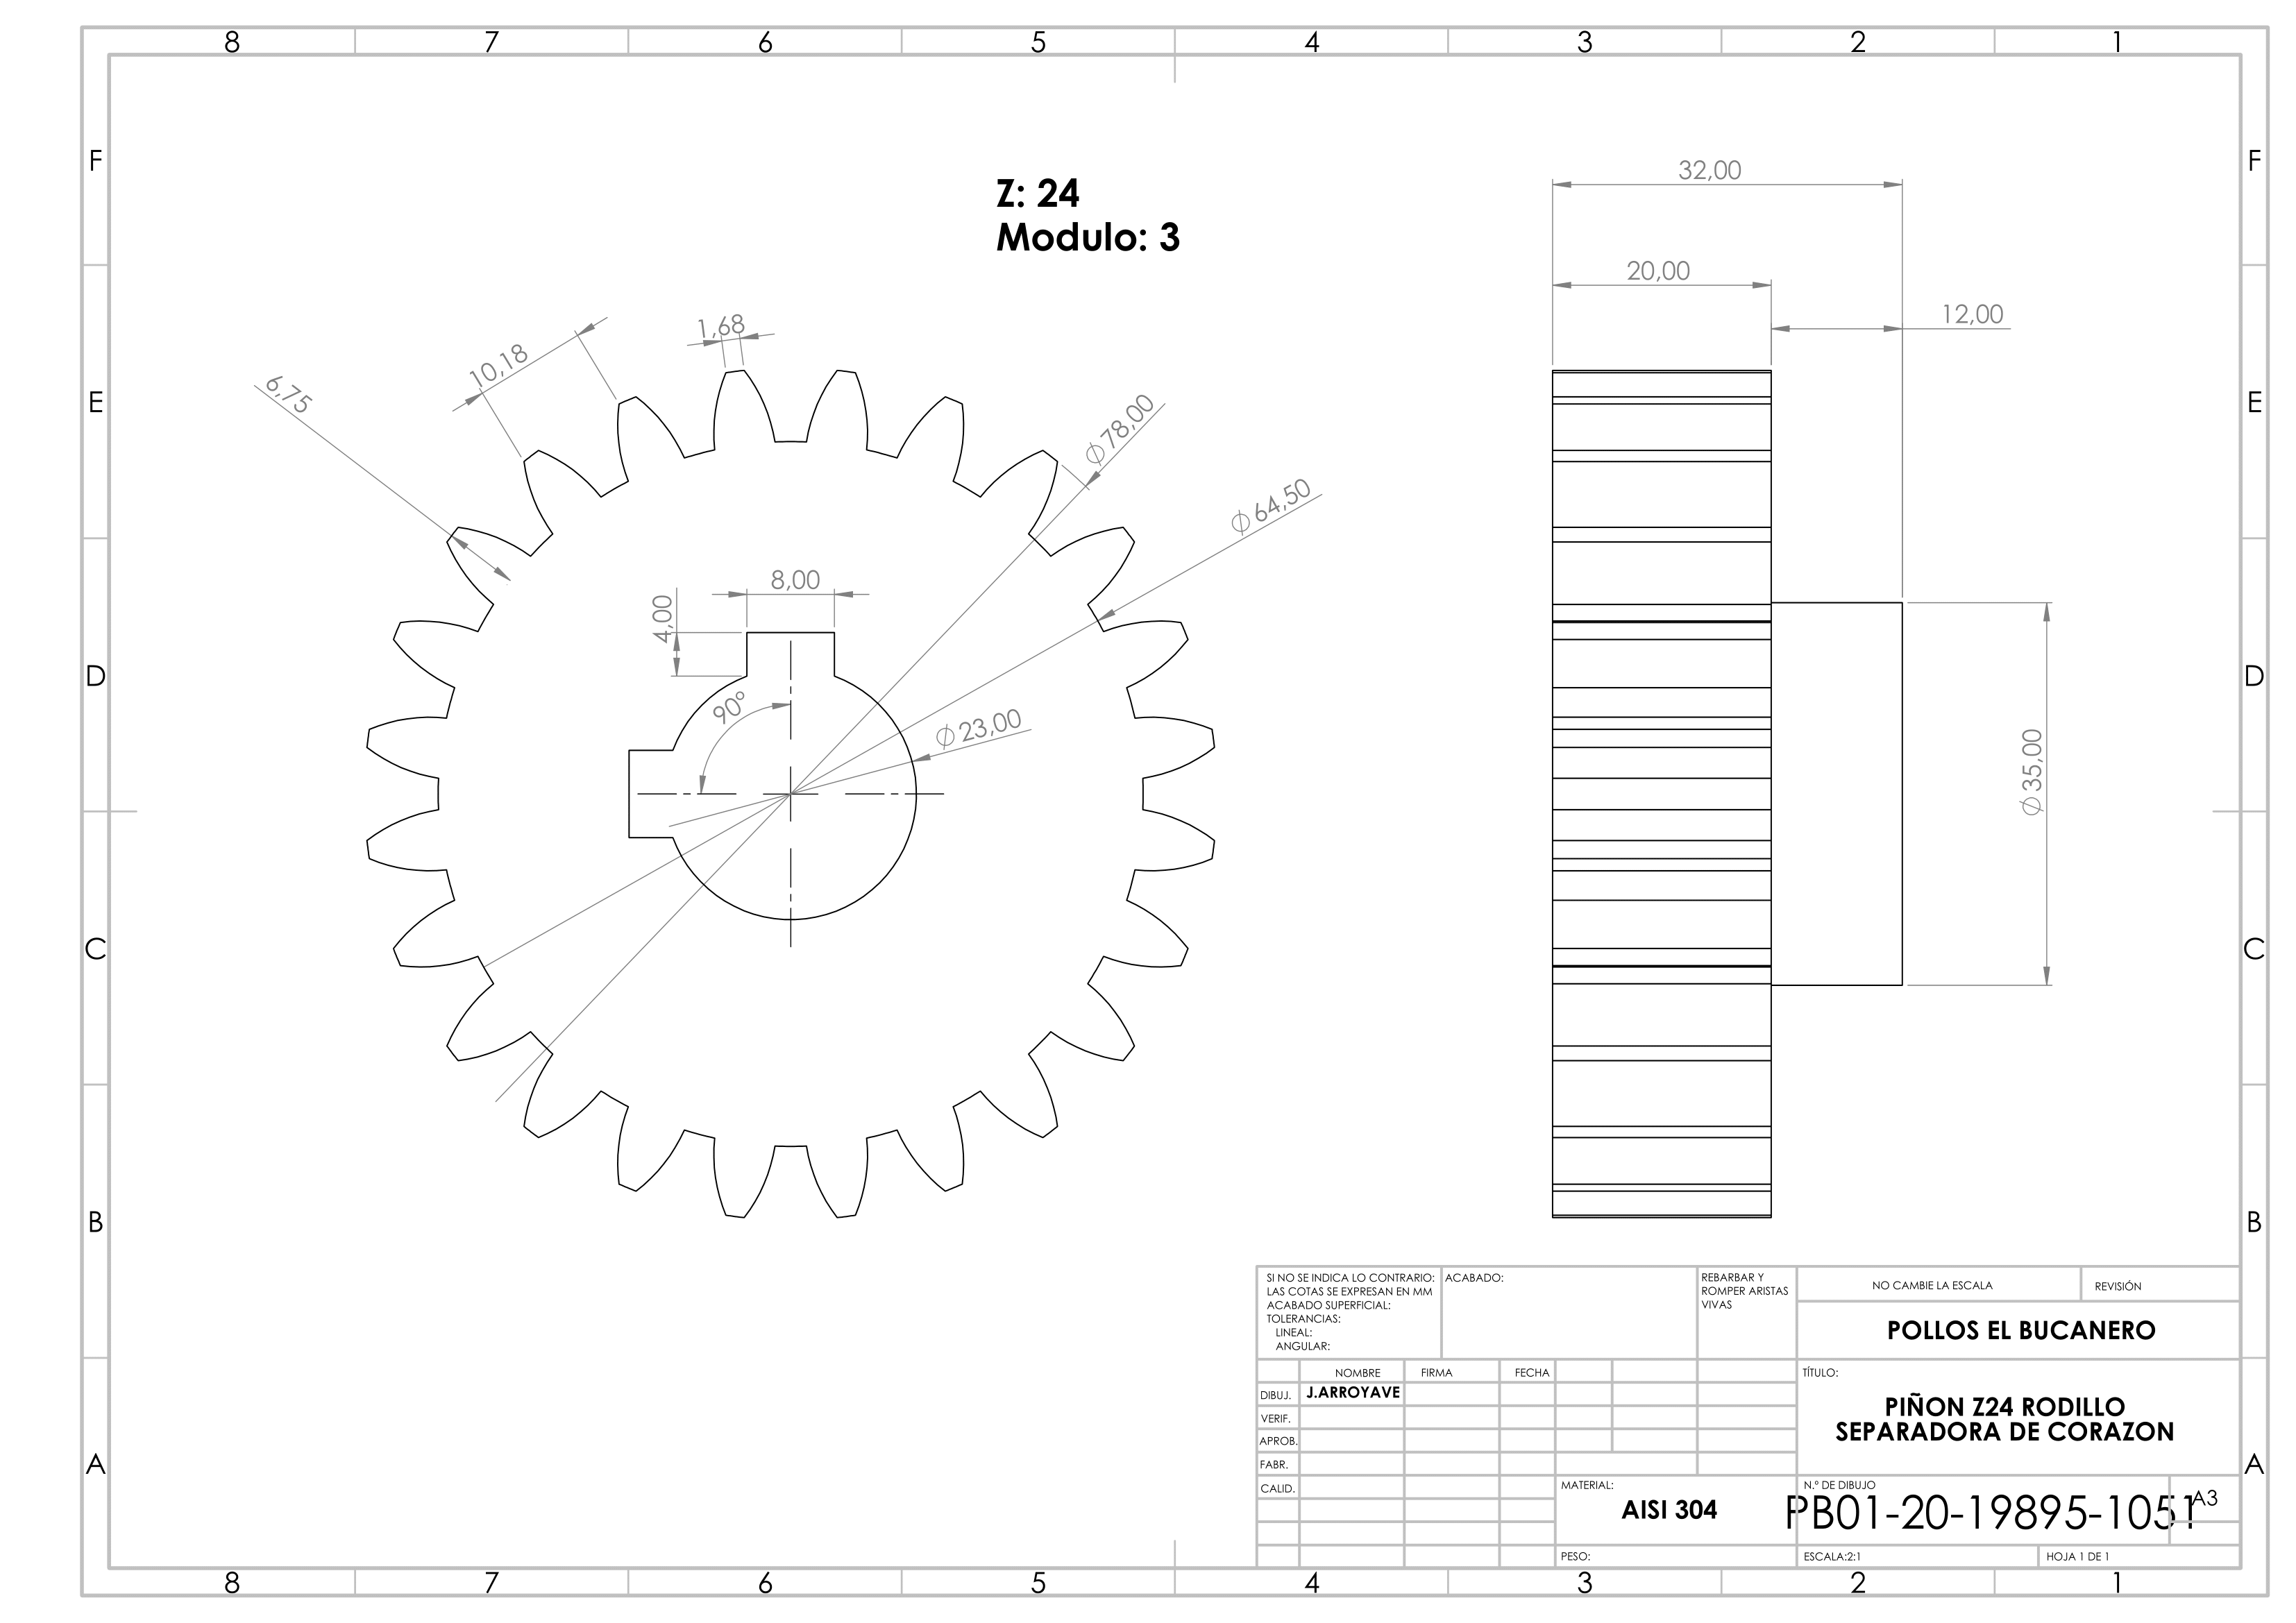 8 7 6 5 4 3 2 1
F F
E E
D D
C C
B B
A A
Z: 24
Modulo: 3
32,00
20,00
12,00
1,68
10,18
6,75
∅78,00
∅64,50
8,00
4,00
90°
∅23,00
∅35,00
SI NO SE INDICA LO CONTRARIO:
LAS COTAS SE EXPRESAN EN MM
ACABADO SUPERFICIAL:
TOLERANCIAS:
LINEAL:
ANGULAR:
ACABADO:
REBARBAR Y
ROMPER ARISTAS
VIVAS
NO CAMBIE LA ESCALA
REVISIÓN
POLLOS EL BUCANERO
NOMBRE FIRMA FECHA
DIBUJ. J.ARROYAVE
VERIF.
APROB.
FABR.
CALID.
TÍTULO:
PIÑON Z24 RODILLO
SEPARADORA DE CORAZON
MATERIAL:
AISI 304
N.º DE DIBUJO
PB01-20-19895-1051
A3
PESO:
ESCALA:2:1
HOJA 1 DE 1
8 7 6 5 4 3 2 1